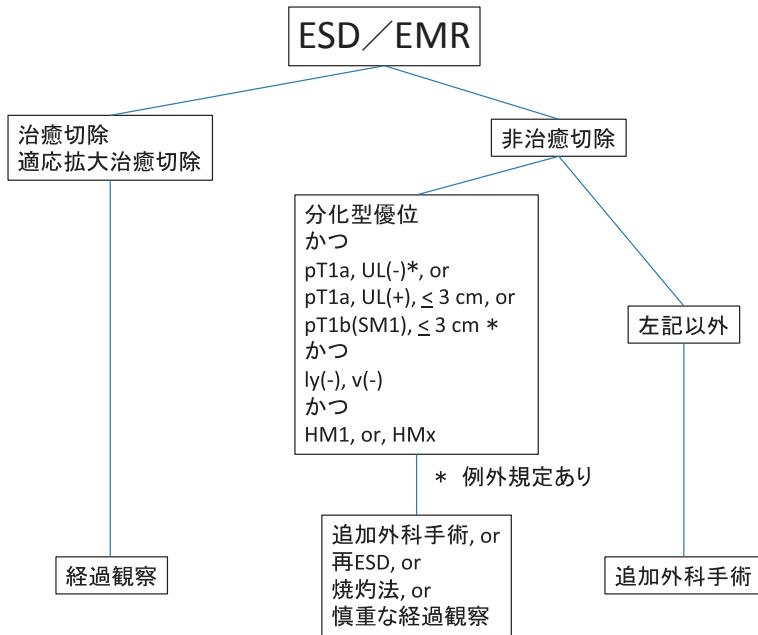 ESD／EMR
治癒切除
適応拡大治癒切除
非治癒切除
分化型優位
かつ
pT1a, UL(-)＊, or
pT1a, UL(+), ≤ 3 cm, or
pT1b(SM1), ≤ 3 cm ＊
かつ
ly(-), v(-)
かつ
HM1, or, HMx
左記以外
＊ 例外規定あり
経過観察
追加外科手術, or
再ESD, or
焼灼法, or
慎重な経過観察
追加外科手術